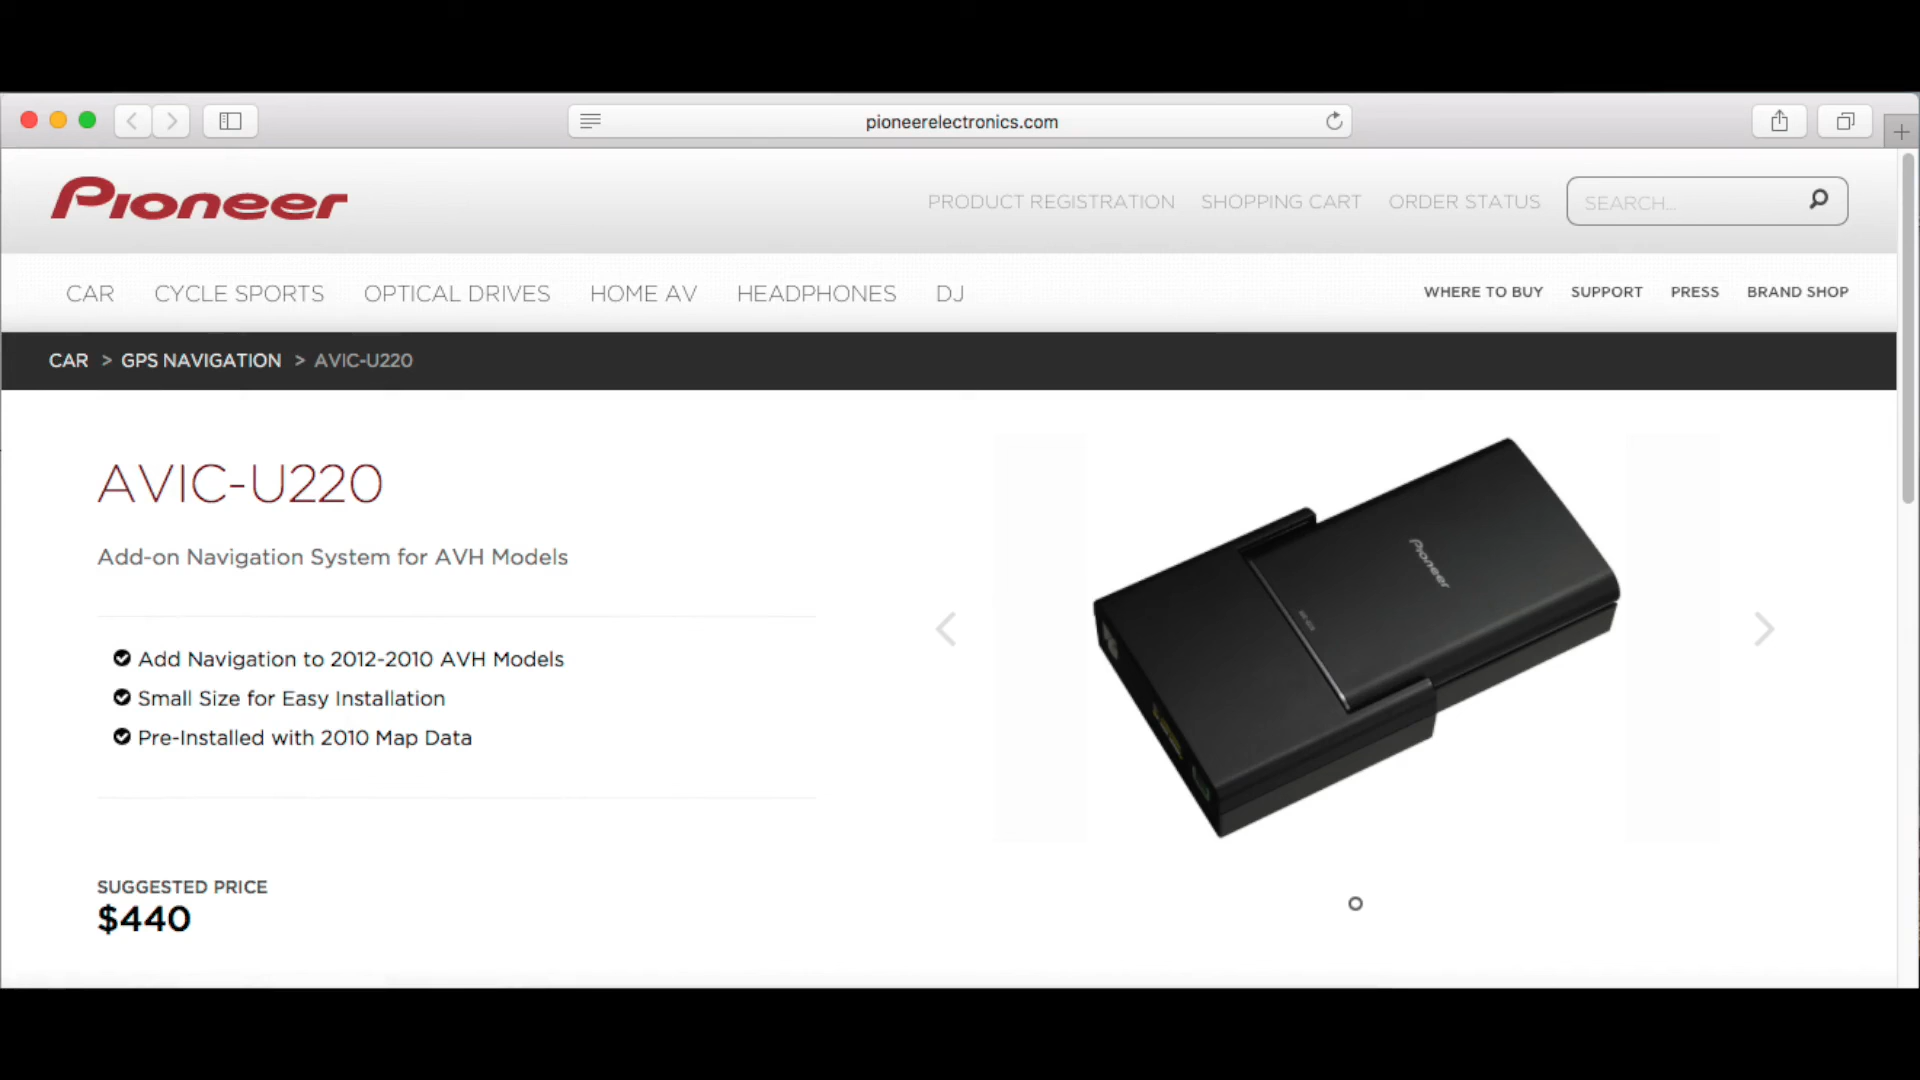 pioneerelectronics.com
Pioneer
PRODUCT REGISTRATION SHOPPING CART ORDER STATUS SEARCH...
CAR CYCLE SPORTS OPTICAL DRIVES HOME AV HEADPHONES DJ WHERE TO BUY SUPPORT PRESS BRAND SHOP
CAR > GPS NAVIGATION > AVIC-U220
AVIC-U220
Add-on Navigation System for AVH Models
Add Navigation to 2012-2010 AVH Models
Small Size for Easy Installation
Pre-Installed with 2010 Map Data
SUGGESTED PRICE
$440
Pioneer